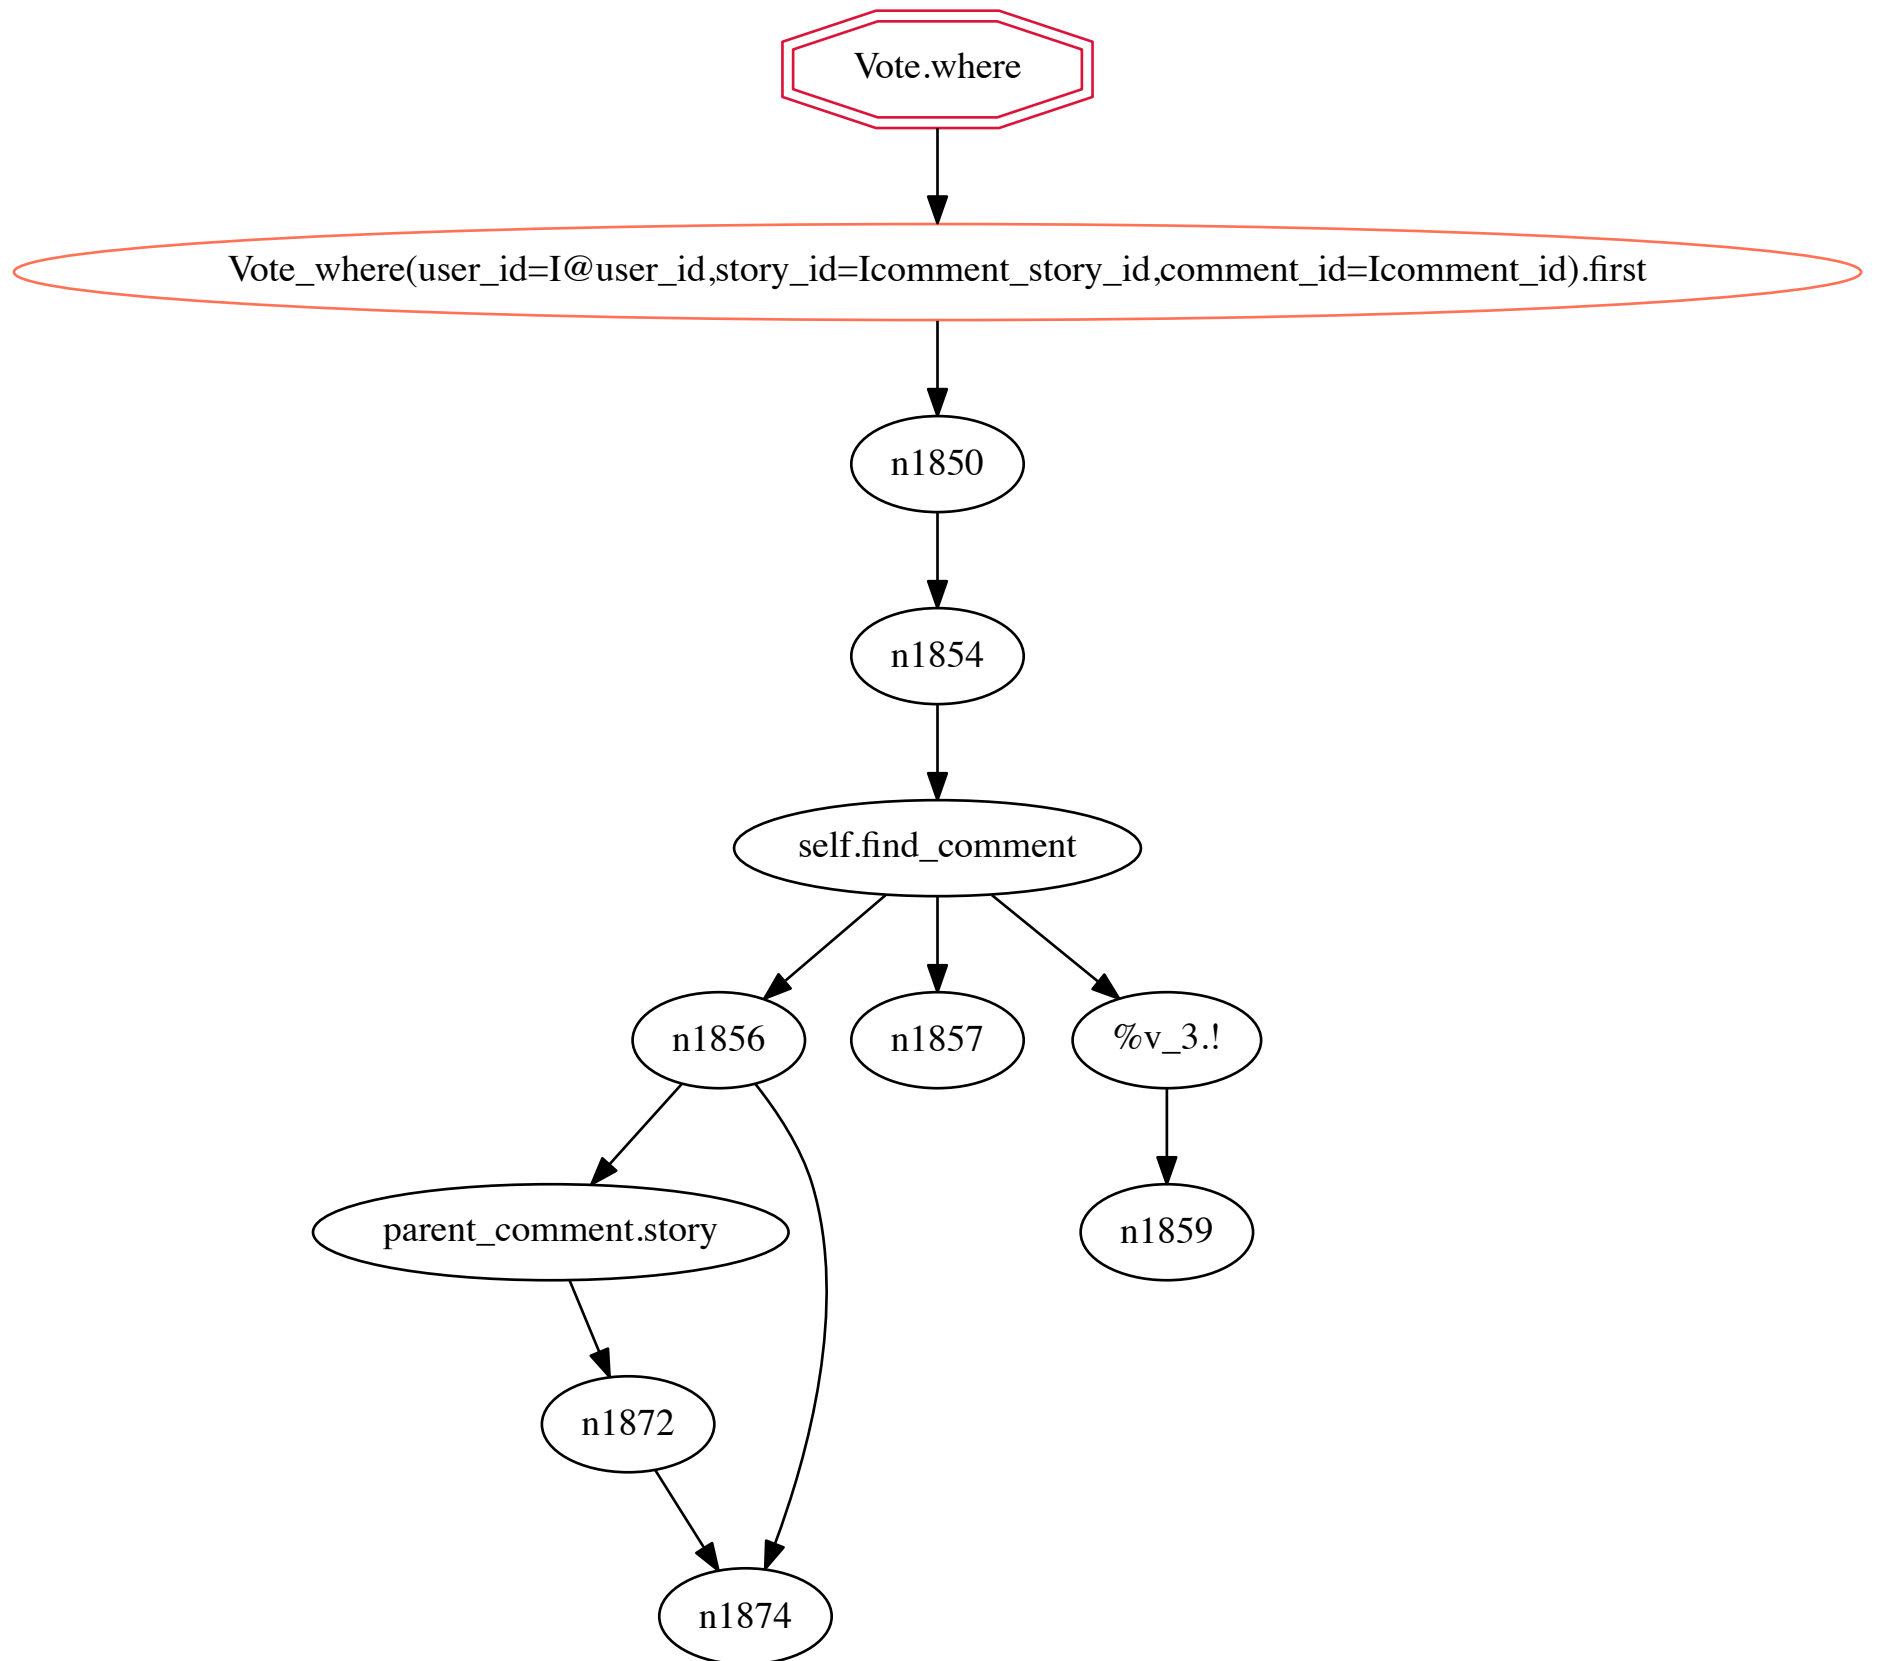 Vote.where
Vote_where(user_id=I@user_id,story_id=Icomment_story_id,comment_id=Icomment_id).first
n1850
n1854
self.find_comment
n1856
n1857
%v_3.!
parent_comment.story
n1859
n1872
n1874